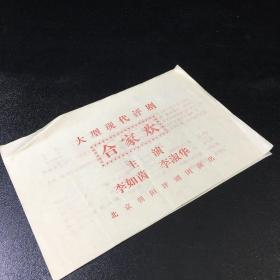 大型现代评剧
合家欢
主演
李如茵 李淑华
北京朝阳评剧团演出